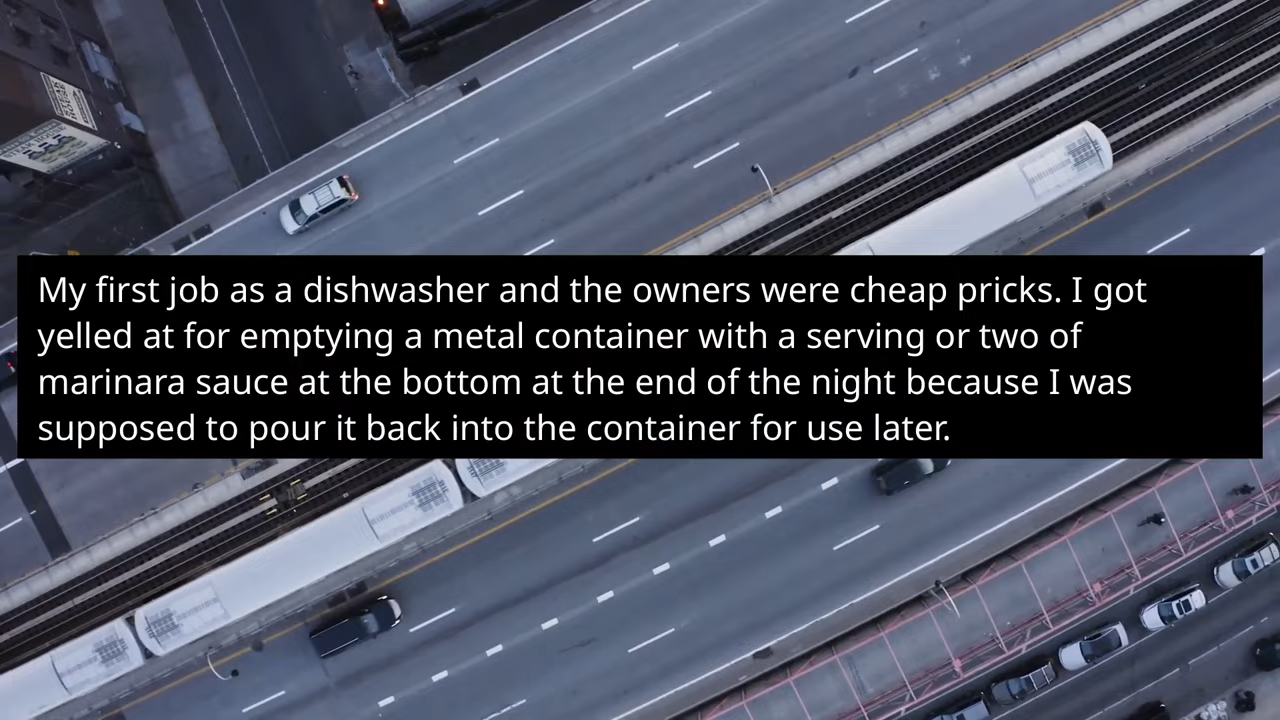 My first job as a dishwasher and the owners were cheap pricks. I got
yelled at for emptying a metal container with a serving or two of
marinara sauce at the bottom at the end of the night because I was
supposed to pour it back into the container for use later.